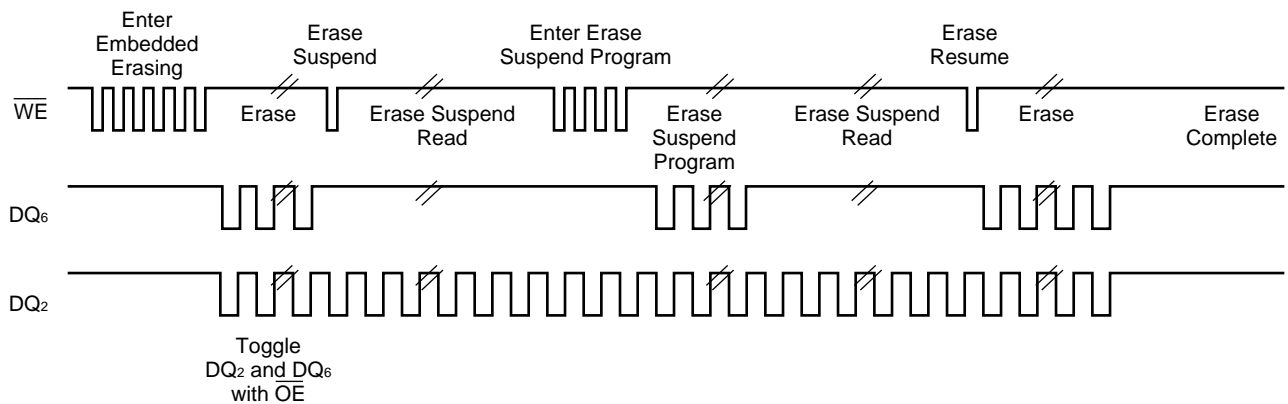 Enter
Embedded
Erasing
Erase
Suspend
Enter Erase
Suspend Program
Erase
Resume
WE
Erase
Erase Suspend
Read
Erase
Suspend
Program
Erase Suspend
Read
Erase
Erase
Complete
DQ6
DQ2
Toggle
DQ2 and DQ6
with OE